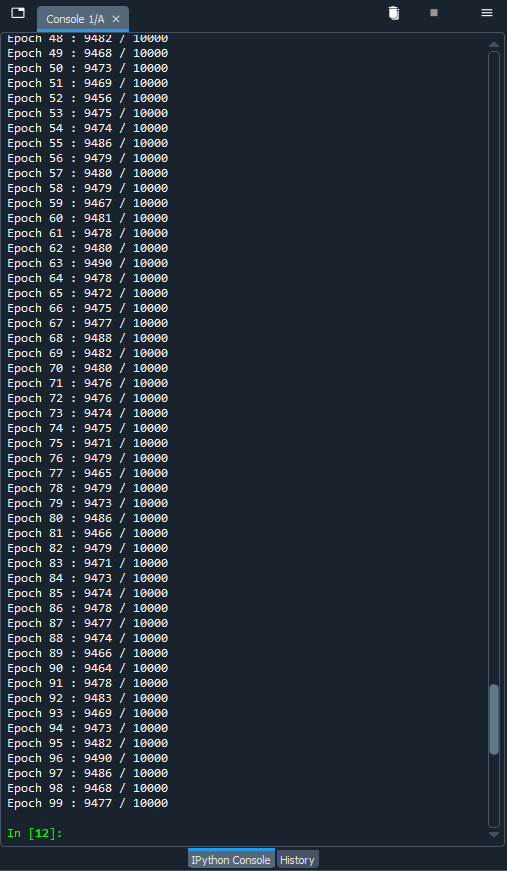 Console 1/A
Epoch 48 : 9482 / 10000
Epoch 49 : 9468 / 10000
Epoch 50 : 9473 / 10000
Epoch 51 : 9469 / 10000
Epoch 52 : 9456 / 10000
Epoch 53 : 9475 / 10000
Epoch 54 : 9474 / 10000
Epoch 55 : 9486 / 10000
Epoch 56 : 9479 / 10000
Epoch 57 : 9480 / 10000
Epoch 58 : 9479 / 10000
Epoch 59 : 9467 / 10000
Epoch 60 : 9481 / 10000
Epoch 61 : 9478 / 10000
Epoch 62 : 9480 / 10000
Epoch 63 : 9490 / 10000
Epoch 64 : 9478 / 10000
Epoch 65 : 9472 / 10000
Epoch 66 : 9475 / 10000
Epoch 67 : 9477 / 10000
Epoch 68 : 9488 / 10000
Epoch 69 : 9482 / 10000
Epoch 70 : 9480 / 10000
Epoch 71 : 9476 / 10000
Epoch 72 : 9476 / 10000
Epoch 73 : 9474 / 10000
Epoch 74 : 9475 / 10000
Epoch 75 : 9471 / 10000
Epoch 76 : 9479 / 10000
Epoch 77 : 9465 / 10000
Epoch 78 : 9479 / 10000
Epoch 79 : 9473 / 10000
Epoch 80 : 9486 / 10000
Epoch 81 : 9466 / 10000
Epoch 82 : 9479 / 10000
Epoch 83 : 9471 / 10000
Epoch 84 : 9473 / 10000
Epoch 85 : 9474 / 10000
Epoch 86 : 9478 / 10000
Epoch 87 : 9477 / 10000
Epoch 88 : 9474 / 10000
Epoch 89 : 9466 / 10000
Epoch 90 : 9464 / 10000
Epoch 91 : 9478 / 10000
Epoch 92 : 9483 / 10000
Epoch 93 : 9469 / 10000
Epoch 94 : 9473 / 10000
Epoch 95 : 9482 / 10000
Epoch 96 : 9490 / 10000
Epoch 97 : 9486 / 10000
Epoch 98 : 9468 / 10000
Epoch 99 : 9477 / 10000
In [12]:
IPython Console History